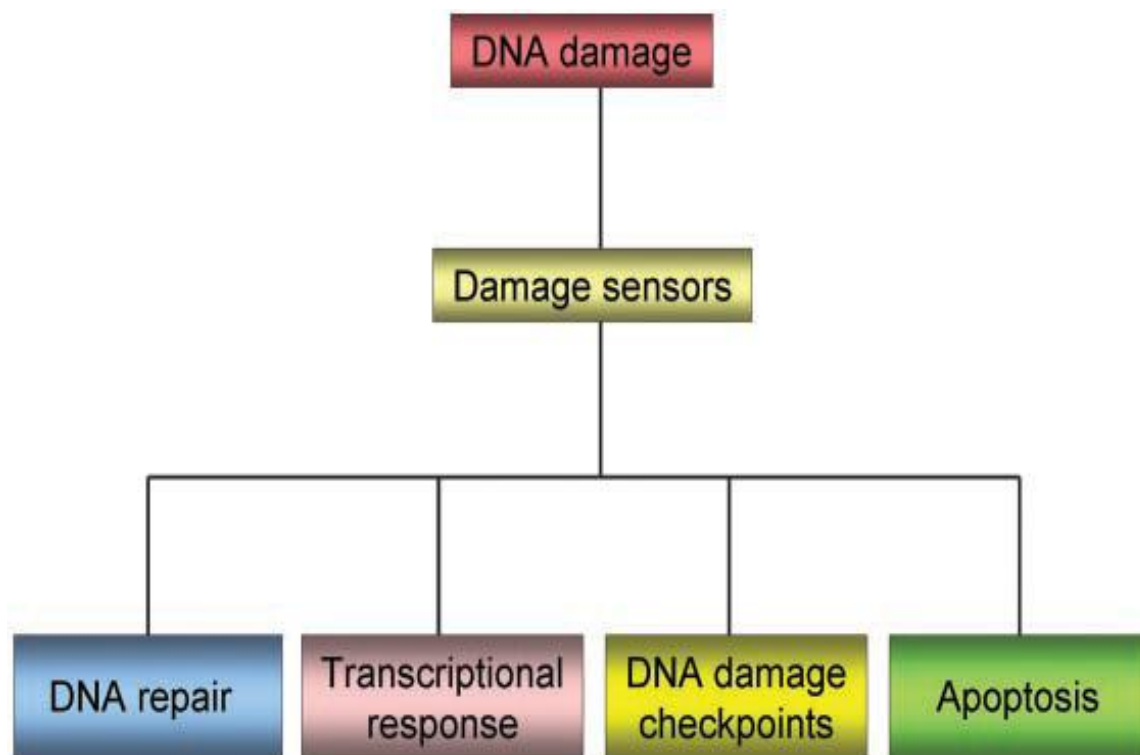 DNA damage
Damage sensors
DNA repair
Transcriptional
response
DNA damage
checkpoints
Apoptosis